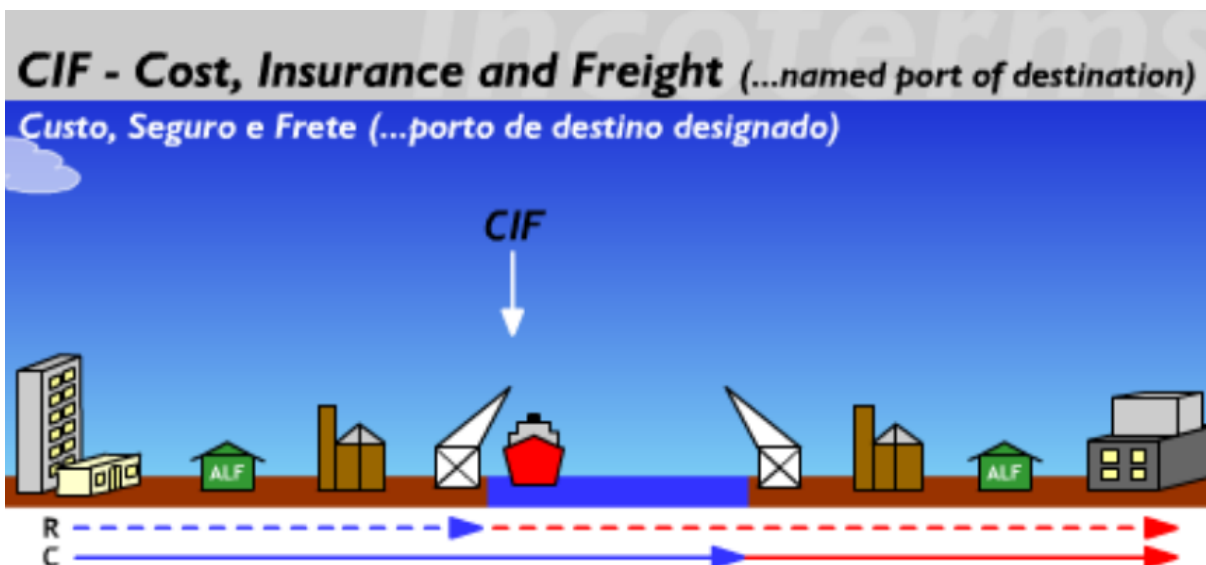 incoterms
CIF - Cost, Insurance and Freight (...named port of destination)
Custo, Seguro e Frete (...porto de destino designado)
CIF
ALF
ALF
R
C